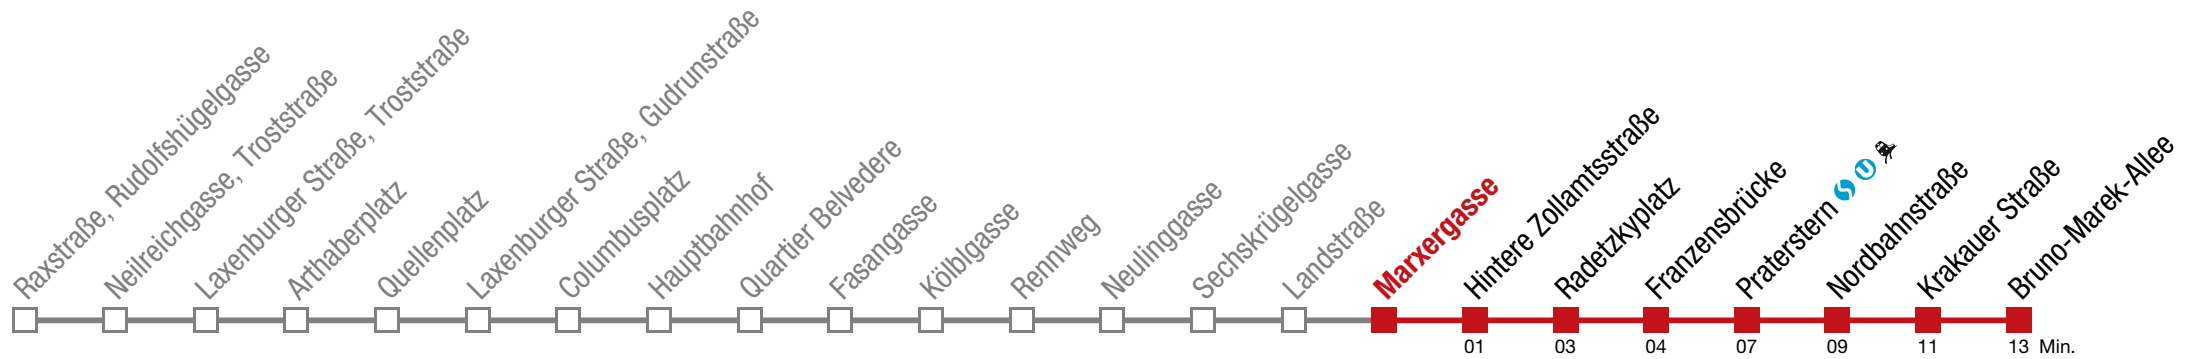 Raxstraße, Rudolfshügelgasse
Neilreichgasse, Troststraße
Laxenburger Straße, Troststraße
Arthaberplatz
Quellenplatz
Laxenburger Straße, Gudrunstraße
Columbusplatz
Hauptbahnhof
Quartier Belvedere
Fasangasse
Kölblgasse
Rennweg
Neulinggasse
Sechskrügelgasse
Landstraße
Marxergasse
Hintere Zollamtsstraße
Radetzkyplatz
Franzensbrücke
Praterstern S U
Nordbahnstraße
Krakauer Straße
Bruno-Marek-Allee
01 03 04 07 09 11 13 Min.